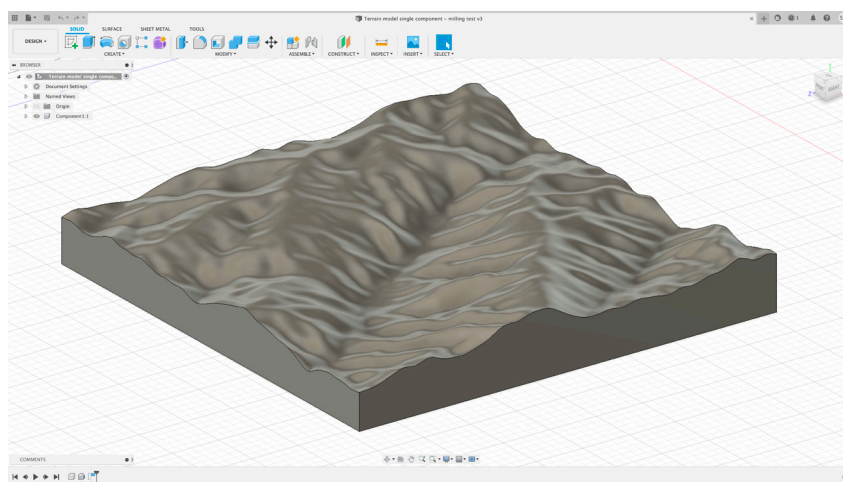 Terrain model single component - milling test v3
SOLID SURFACE SHEET METAL TOOLS
DESIGN
CREATE MODIFY ASSEMBLE CONSTRUCT INSPECT INSERT SELECT
BROWSER
Terrain model single compo...
Document Settings
Named Views
Origin
Component1:1
RIGHT
Z
COMMENTS